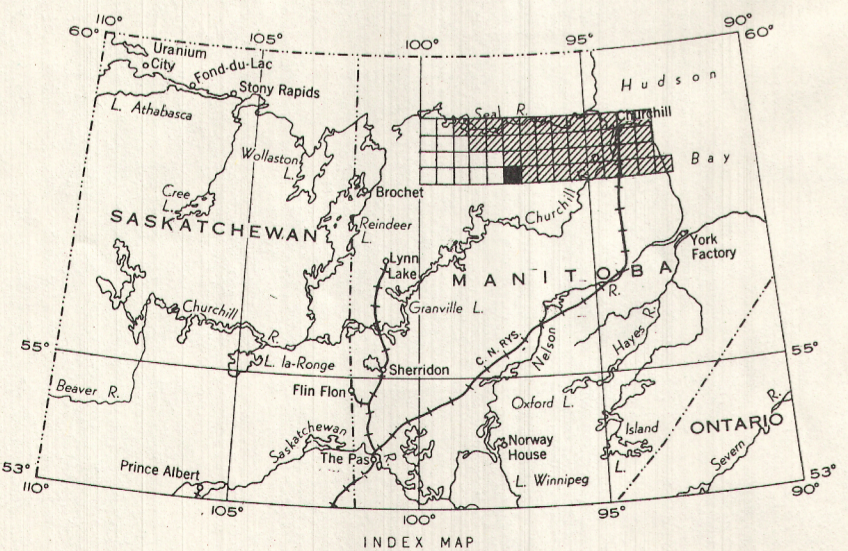 110°
60°
105°
100°
95°
90°
60°
Uranium
City
Fond-du-Lac
Stony Rapids
L. Athabasca
Hudson
Bay
Seal R.
Churchill
Wollaston
L.
Brochet
Cree
L.
SASKATCHEWAN
Reindeer
L.
Churchill
York
Factory
Lynn
Lake
MANITOBA
R.
Granville L.
Churchill
R.
C. N. RYS.
Nelson
Hayes R.
55°
55°
L. la-Ronge
Sherridon
Beaver R.
Flin Flon
Oxford L.
Island
L.
ONTARIO
Severn R.
Saskatchewan
R.
The Pas
Norway
House
Prince Albert
L. Winnipeg
53°
110°
105°
100°
95°
53°
90°
INDEX MAP